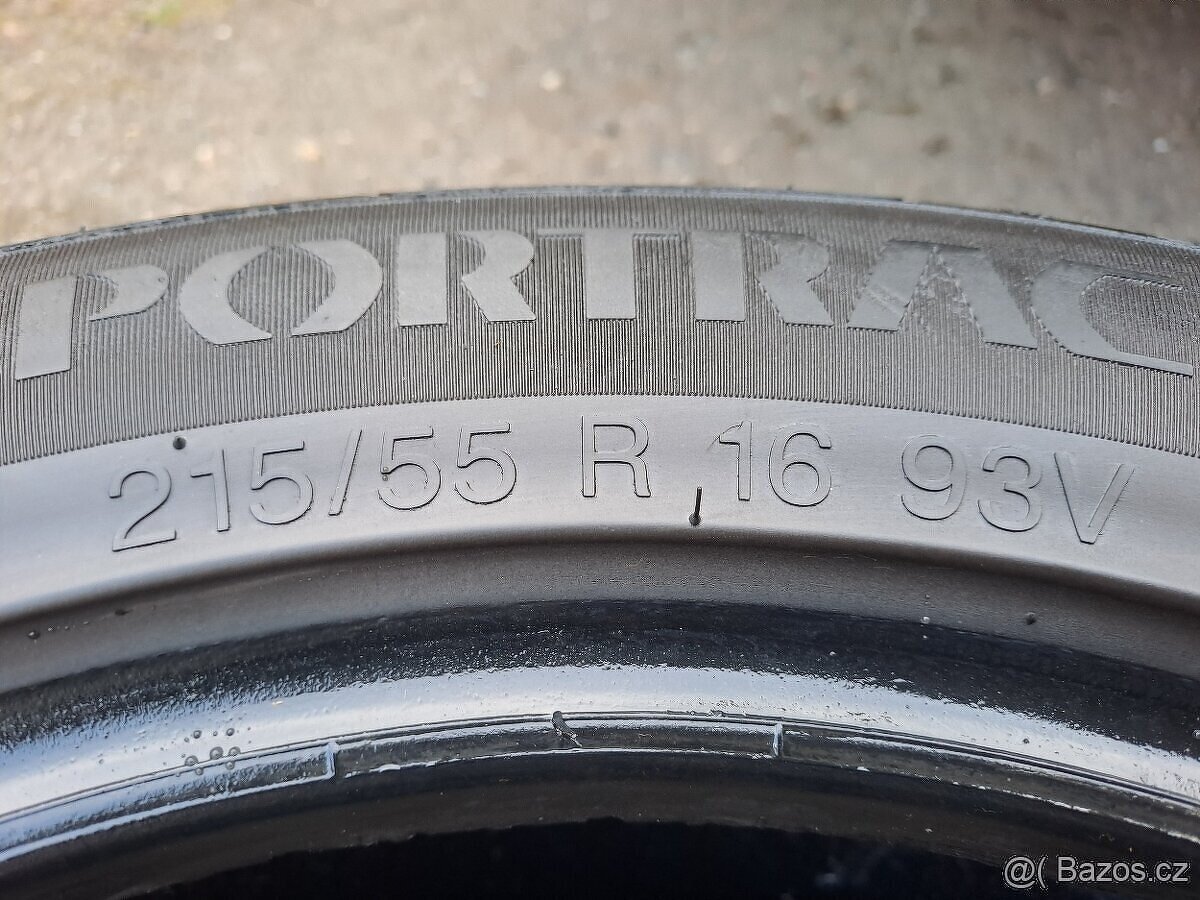 PORTRAC
215/55 R 16 93V
@( Bazos.cz